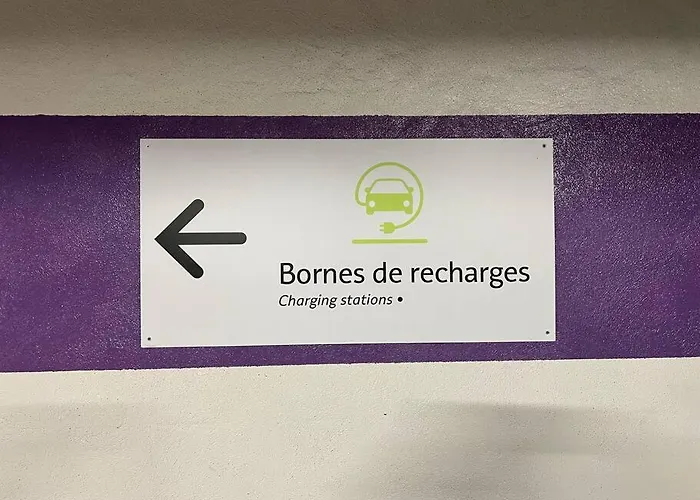 Bornes de recharges
Charging stations •